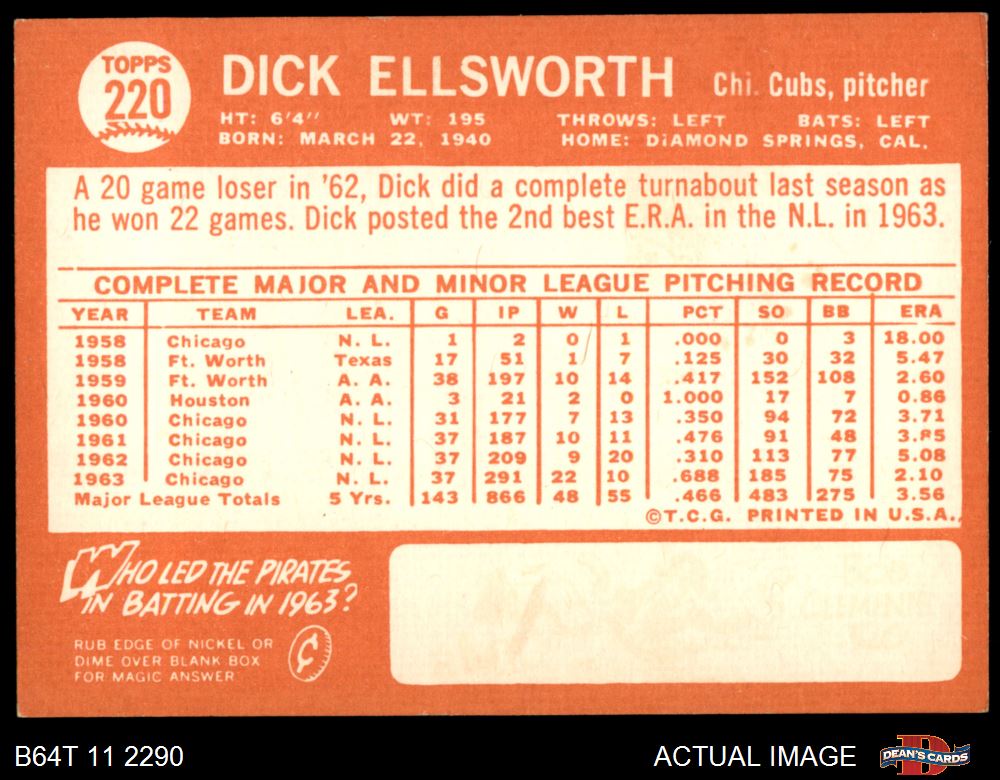 TOPPS
220
DICK ELLSWORTH Chi. Cubs, pitcher
HT: 6'4" WT: 195 THROWS: LEFT BATS: LEFT
BORN: MARCH 22, 1940 HOME: DIAMOND SPRINGS, CAL.
A 20 game loser in '62, Dick did a complete turnabout last season as
he won 22 games. Dick posted the 2nd best E.R.A. in the N.L. in 1963.
COMPLETE MAJOR AND MINOR LEAGUE PITCHING RECORD
YEAR TEAM LEA. G IP W L PCT SO BB ERA
1958 Chicago N. L. 1 2 0 1 .000 0 3 18.00
1958 Ft. Worth Texas 17 51 1 7 .125 30 32 5.47
1959 Ft. Worth A. A. 38 197 10 14 .417 152 108 2.60
1960 Houston A. A. 3 21 2 0 1.000 17 7 0.86
1960 Chicago N. L. 31 177 7 13 .350 94 72 3.71
1961 Chicago N. L. 37 187 10 11 .476 91 48 3.85
1962 Chicago N. L. 37 209 9 20 .310 113 77 5.08
1963 Chicago N. L. 37 291 22 10 .688 185 75 2.10
Major League Totals 5 Yrs. 143 866 48 55 .466 483 275 3.56
©T.C.G. PRINTED IN U.S.A.
WHO LED THE PIRATES
IN BATTING IN 1963?
RUB EDGE OF NICKEL OR
DIME OVER BLANK BOX
FOR MAGIC ANSWER
¢
B64T 11 2290 ACTUAL IMAGE DEAN'S CARDS